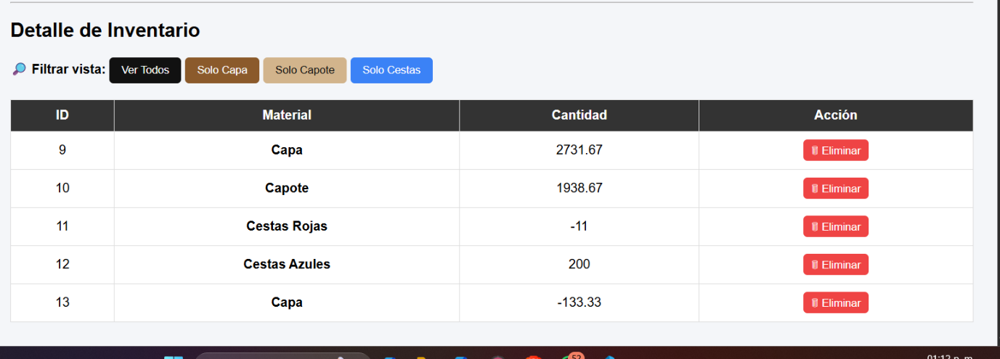 Detalle de Inventario
Filtrar vista: Ver Todos Solo Capa Solo Capote Solo Cestas
ID Material Cantidad Acción
9 Capa 2731.67 Eliminar
10 Capote 1938.67 Eliminar
11 Cestas Rojas -11 Eliminar
12 Cestas Azules 200 Eliminar
13 Capa -133.33 Eliminar
52
01:12 p. m.